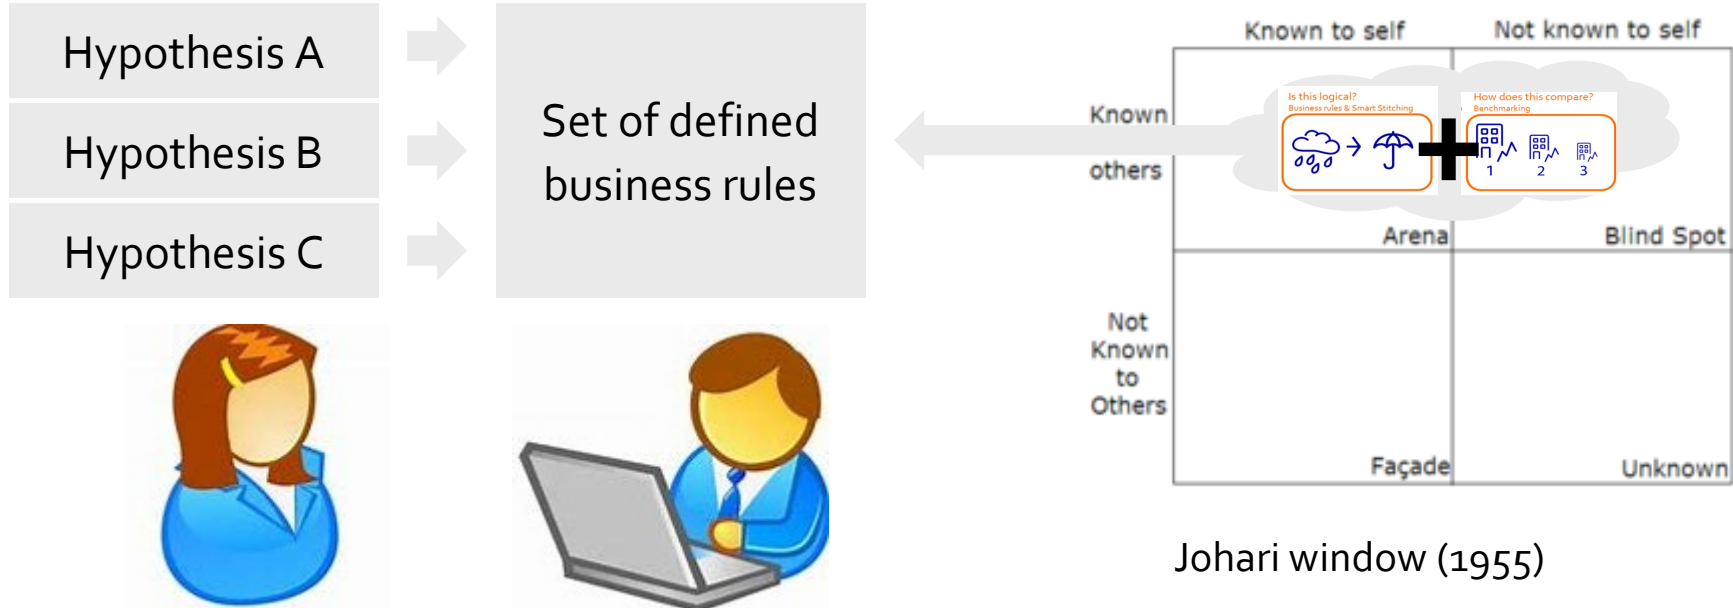 Hypothesis A
Hypothesis B
Hypothesis C
Set of defined
business rules
Known to self
Not known to self
Known
others
Is this logical?
Business rules & Smart Stitching
How does this compare?
Benchmarking
1
2
3
Arena
Blind Spot
Not
Known
to
Others
Façade
Unknown
Johari window (1955)